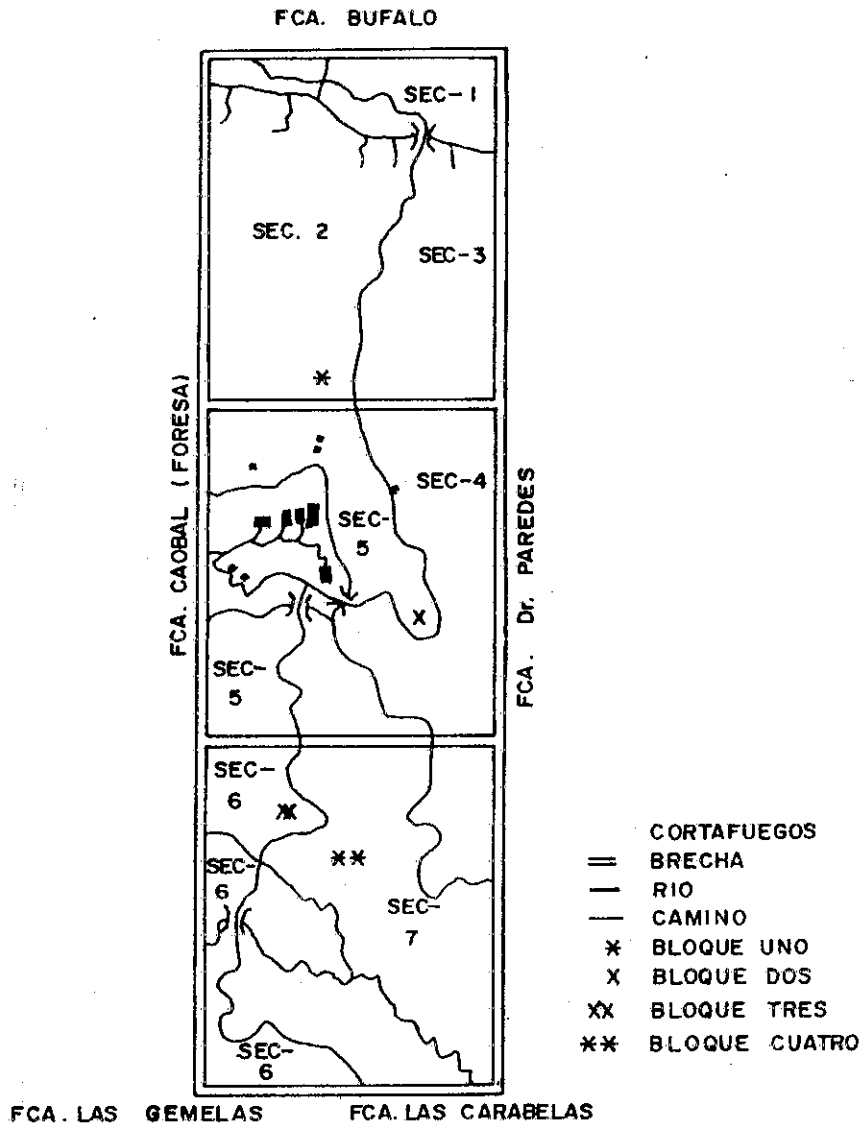 FCA. BUFALO
SEC-1
SEC. 2
SEC-3
FCA. CAOBAL (FORESA)
SEC-4
SEC-
5
FCA. Dr. PAREDES
SEC-
5
SEC-
6
SEC-
6
SEC-
7
SEC-
6
CORTAFUEGOS
BRECHA
RIO
CAMINO
BLOQUE UNO
BLOQUE DOS
BLOQUE TRES
BLOQUE CUATRO
FCA. LAS GEMELAS
FCA. LAS CARABELAS